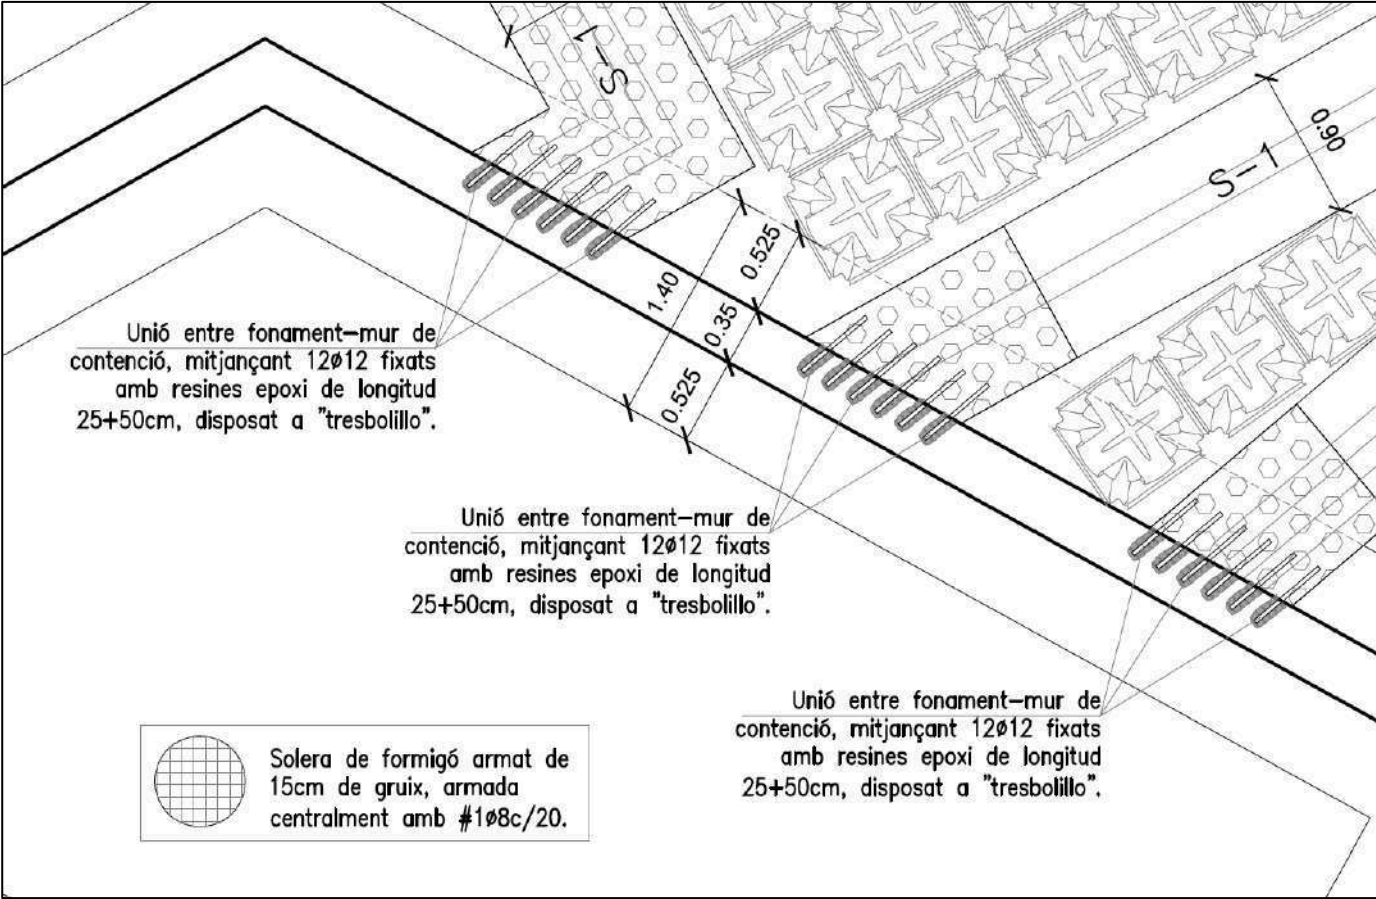 S-1
0.90
S-1
0.525
1.40
0.35
0.525
Unió entre fonament-mur de
contenció, mitjançant 12ø12 fixats
amb resines epoxi de longitud
25+50cm, disposat a "tresbolillo".
Unió entre fonament-mur de
contenció, mitjançant 12ø12 fixats
amb resines epoxi de longitud
25+50cm, disposat a "tresbolillo".
Unió entre fonament-mur de
contenció, mitjançant 12ø12 fixats
amb resines epoxi de longitud
25+50cm, disposat a "tresbolillo".
Solera de formigó armat de
15cm de gruix, armada
centralment amb #1ø8c/20.